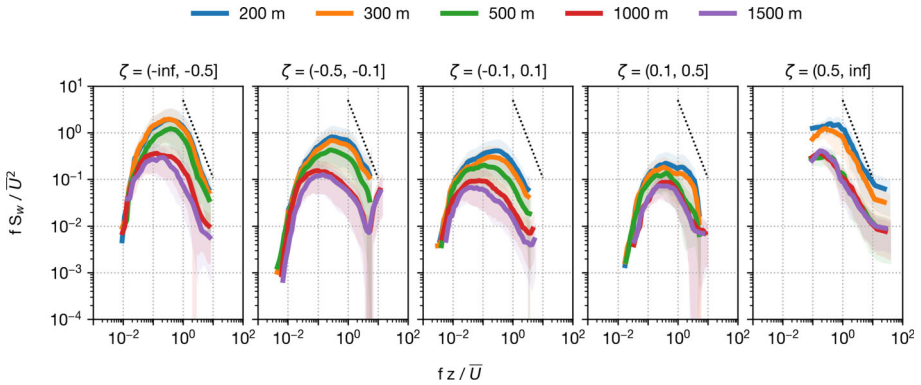 200 m 300 m 500 m 1000 m 1500 m
ζ = (-inf, -0.5] ζ = (-0.5, -0.1] ζ = (-0.1, 0.1] ζ = (0.1, 0.5] ζ = (0.5, inf]
10¹
10⁰
10⁻¹
10⁻²
10⁻³
10⁻⁴
f S_w / U̅²
10⁻² 10⁰ 10² 10⁻² 10⁰ 10² 10⁻² 10⁰ 10² 10⁻² 10⁰ 10² 10⁻² 10⁰ 10²
f z / U̅